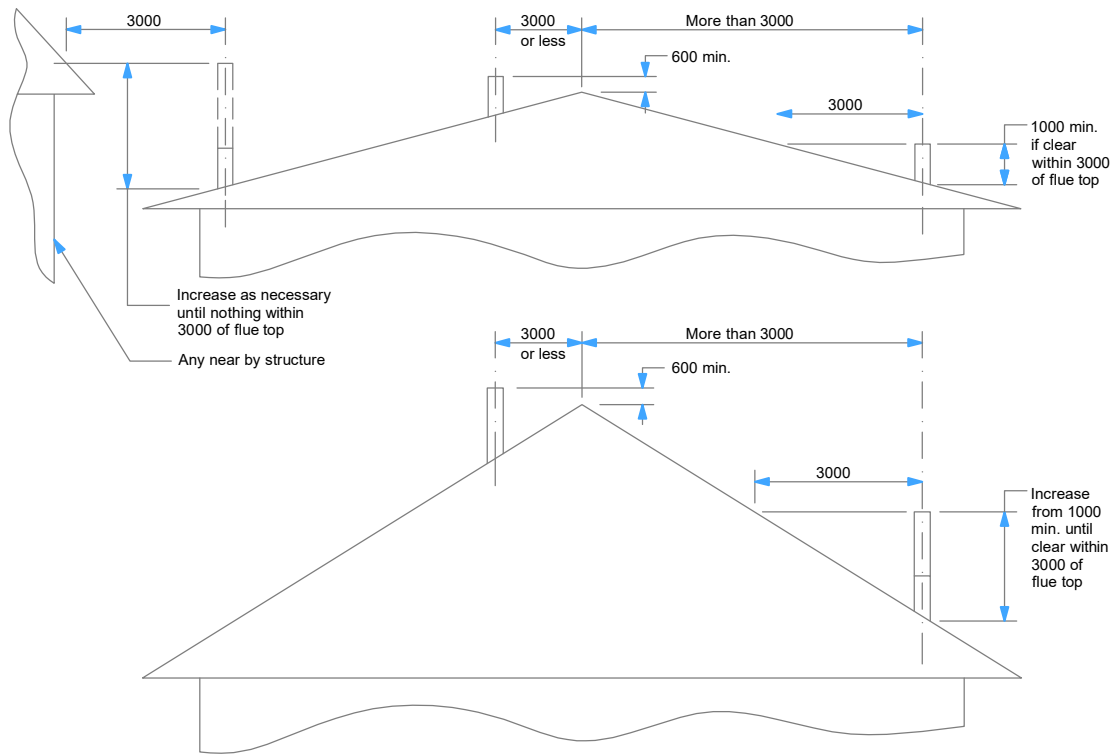 3000
3000
or less
More than 3000
600 min.
3000
1000 min.
if clear
within 3000
of flue top
Increase as necessary
until nothing within
3000 of flue top
Any near by structure
3000
or less
More than 3000
600 min.
3000
Increase
from 1000
min. until
clear within
3000 of
flue top